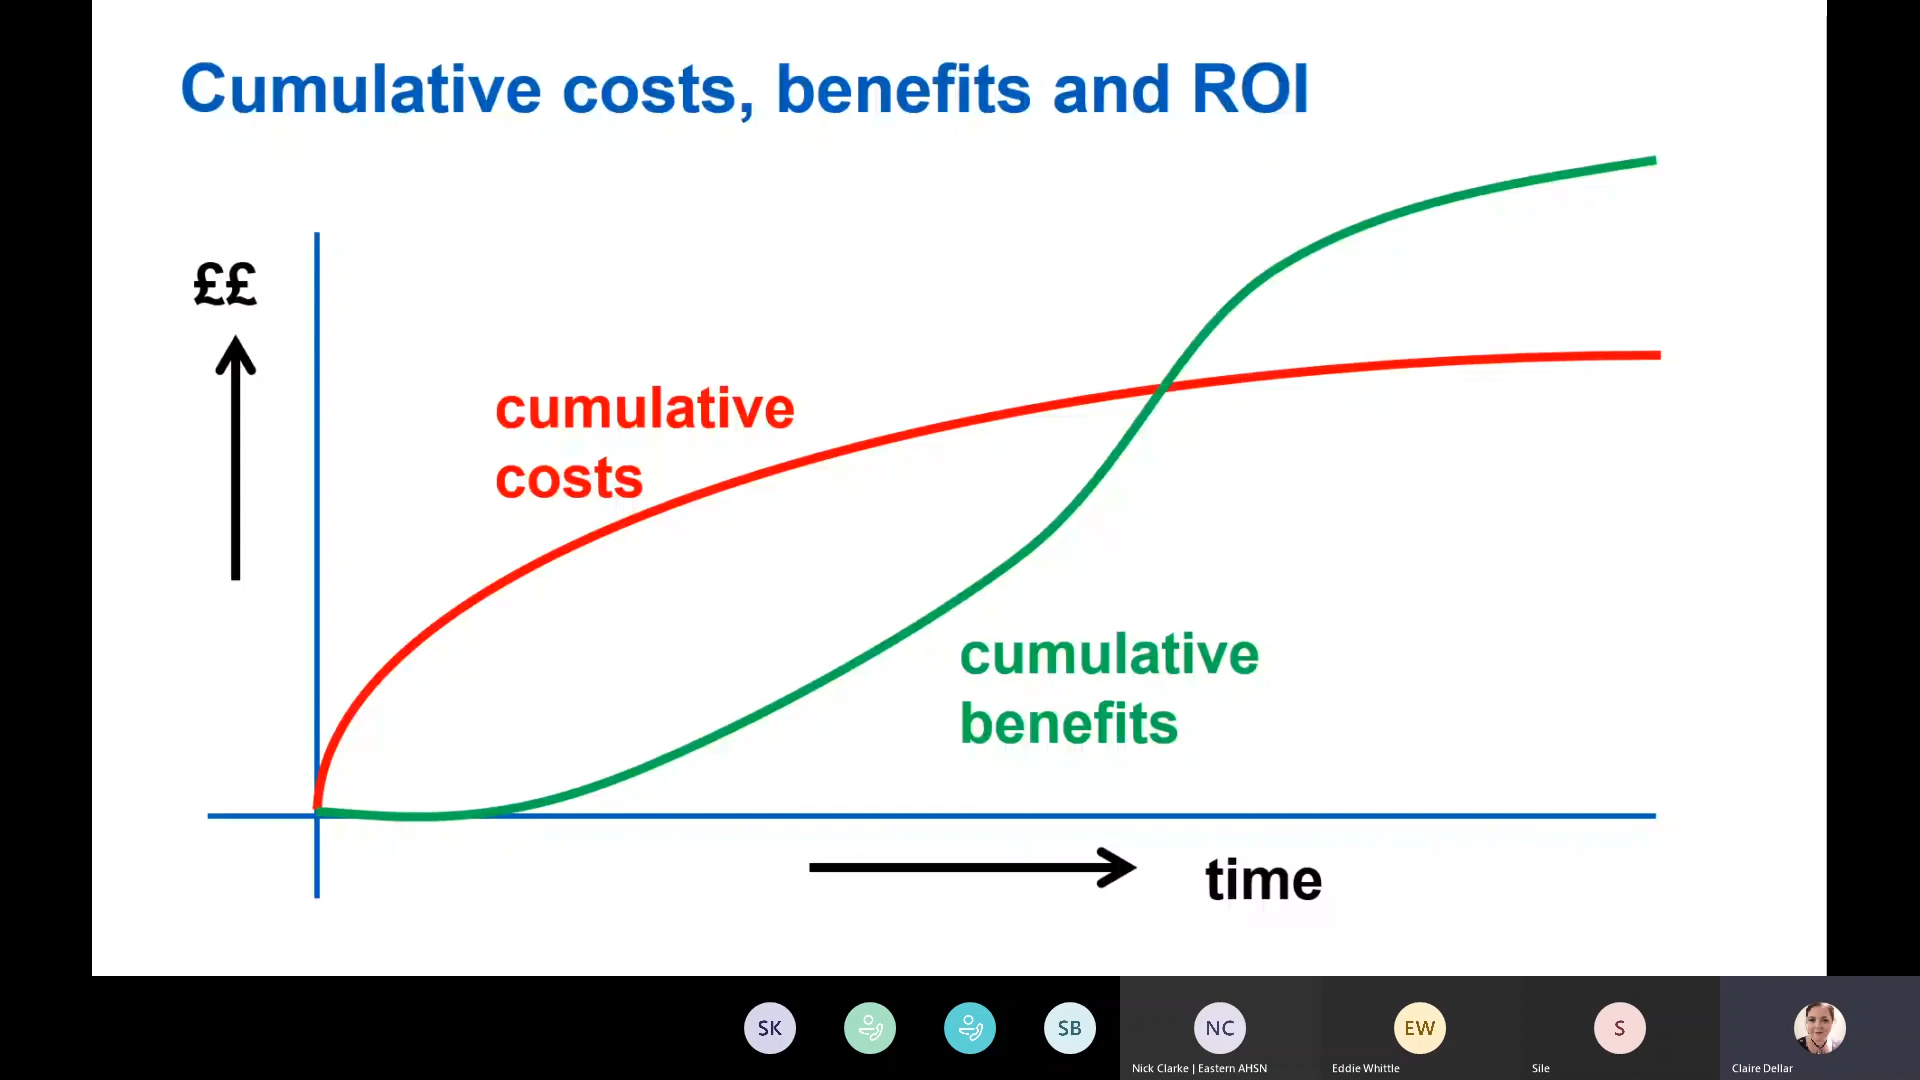 Cumulative costs, benefits and ROI
££
cumulative
costs
cumulative
benefits
time
SK
SB
NC
EW
S
Nick Clarke | Eastern AHSN
Eddie Whittle
Sile
Claire Dellar